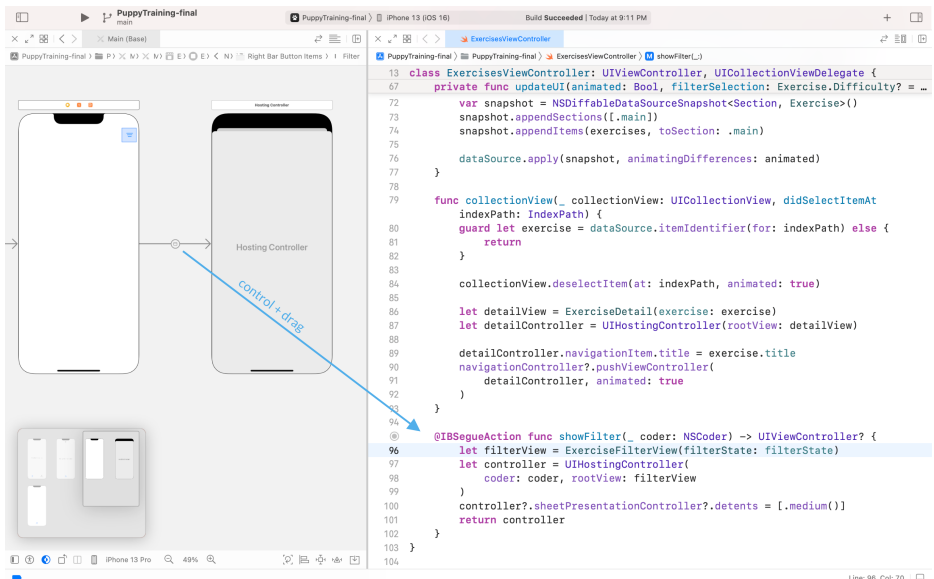 PuppyTraining-final
main
PuppyTraining-final 〉 iPhone 13 (iOS 16)
Build Succeeded | Today at 9:11 PM
Main (Base)
ExercisesViewController
PuppyTraining-final 〉 P〉 N〉 N〉 E〉 E〉 N〉 Right Bar Button Items 〉 Filter
PuppyTraining-final 〉 PuppyTraining-final 〉 ExercisesViewController 〉 M showFilter(_:)
Hosting Controller
Hosting Controller
control + drag
13 class ExercisesViewController: UIViewController, UICollectionViewDelegate {
67 private func updateUI(animated: Bool, filterSelection: Exercise.Difficulty? = …
72 var snapshot = NSDiffableDataSourceSnapshot<Section, Exercise>()
73 snapshot.appendSections([.main])
74 snapshot.appendItems(exercises, toSection: .main)
75
76 dataSource.apply(snapshot, animatingDifferences: animated)
77 }
78
79 func collectionView(_ collectionView: UICollectionView, didSelectItemAt
indexPath: IndexPath) {
80 guard let exercise = dataSource.itemIdentifier(for: indexPath) else {
81 return
82 }
83
84 collectionView.deselectItem(at: indexPath, animated: true)
85
86 let detailView = ExerciseDetail(exercise: exercise)
87 let detailController = UIHostingController(rootView: detailView)
88
89 detailController.navigationItem.title = exercise.title
90 navigationController?.pushViewController(
91 detailController, animated: true
92 )
93 }
94
@IBSegueAction func showFilter(_ coder: NSCoder) -> UIViewController? {
96 let filterView = ExerciseFilterView(filterState: filterState)
97 let controller = UIHostingController(
98 coder: coder, rootView: filterView
99 )
100 controller?.sheetPresentationController?.detents = [.medium()]
101 return controller
102 }
103 }
104
iPhone 13 Pro 49%
Line: 96 Col: 70